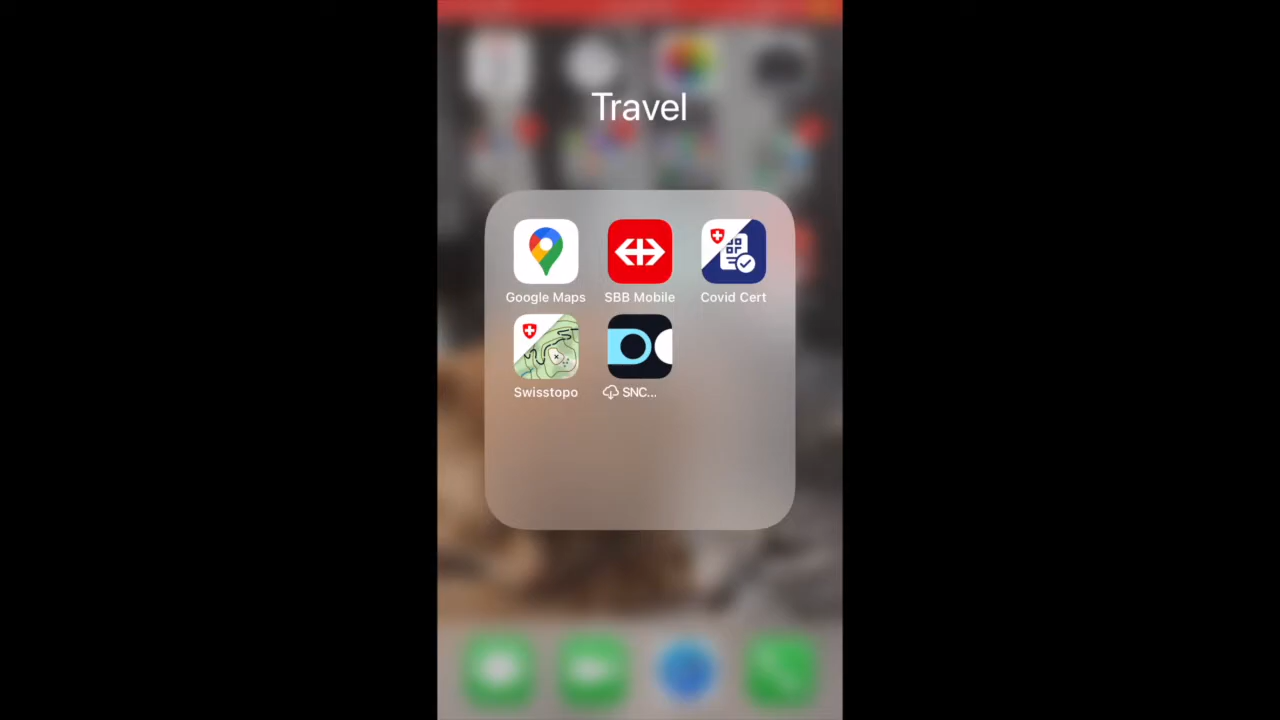 Travel
Google Maps
SBB Mobile
Covid Cert
Swisstopo
SNC...